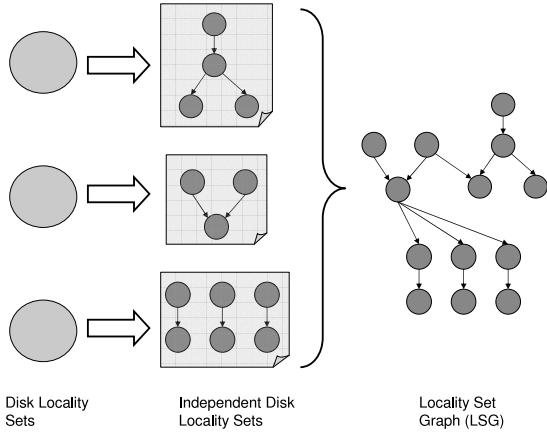 Disk Locality
Sets
Independent Disk
Locality Sets
Locality Set
Graph (LSG)